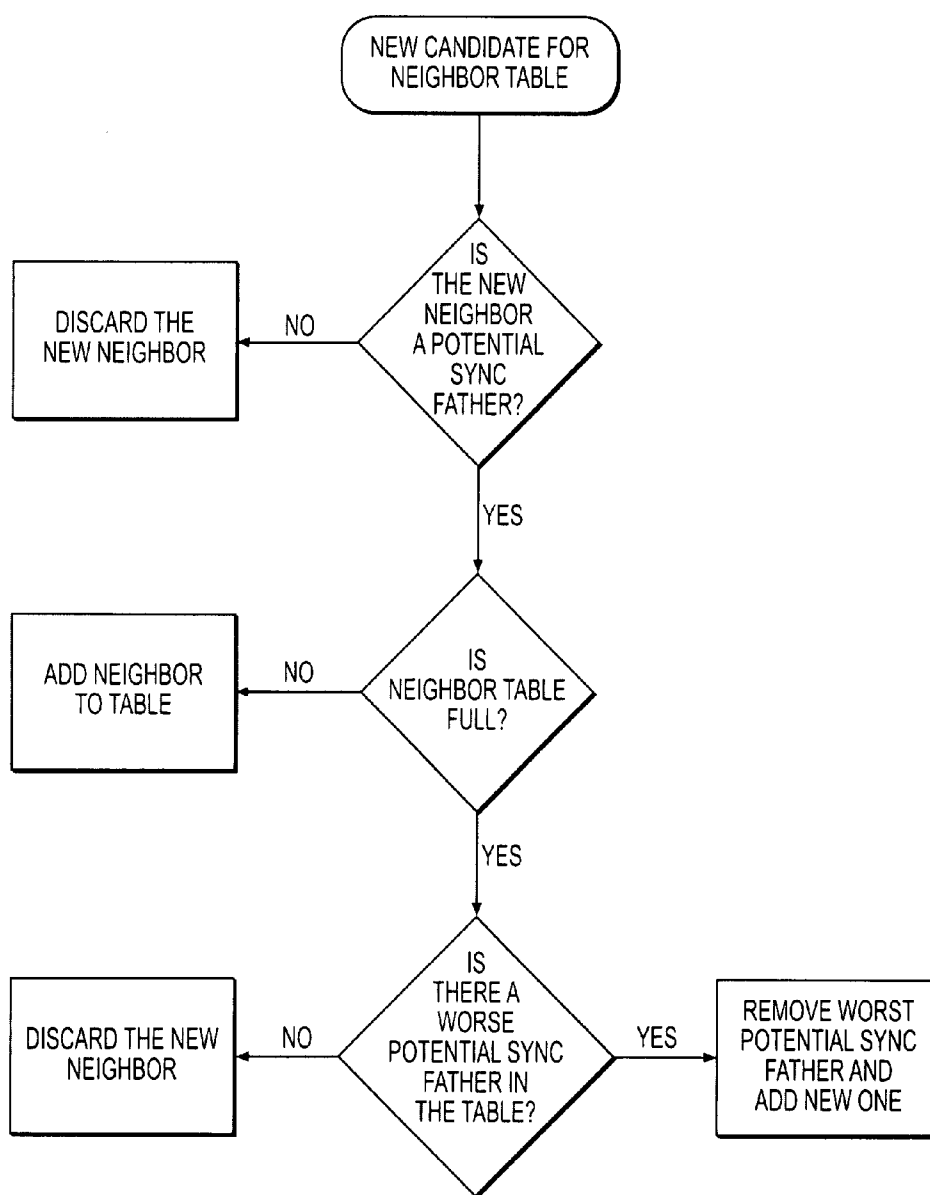 NEW CANDIDATE FOR
NEIGHBOR TABLE
IS
THE NEW
NEIGHBOR
A POTENTIAL
SYNC
FATHER?
NO
DISCARD THE
NEW NEIGHBOR
YES
IS
NEIGHBOR TABLE
FULL?
NO
ADD NEIGHBOR
TO TABLE
YES
IS
THERE A
WORSE
POTENTIAL SYNC
FATHER IN
THE TABLE?
NO
DISCARD THE NEW
NEIGHBOR
YES
REMOVE WORST
POTENTIAL SYNC
FATHER AND
ADD NEW ONE